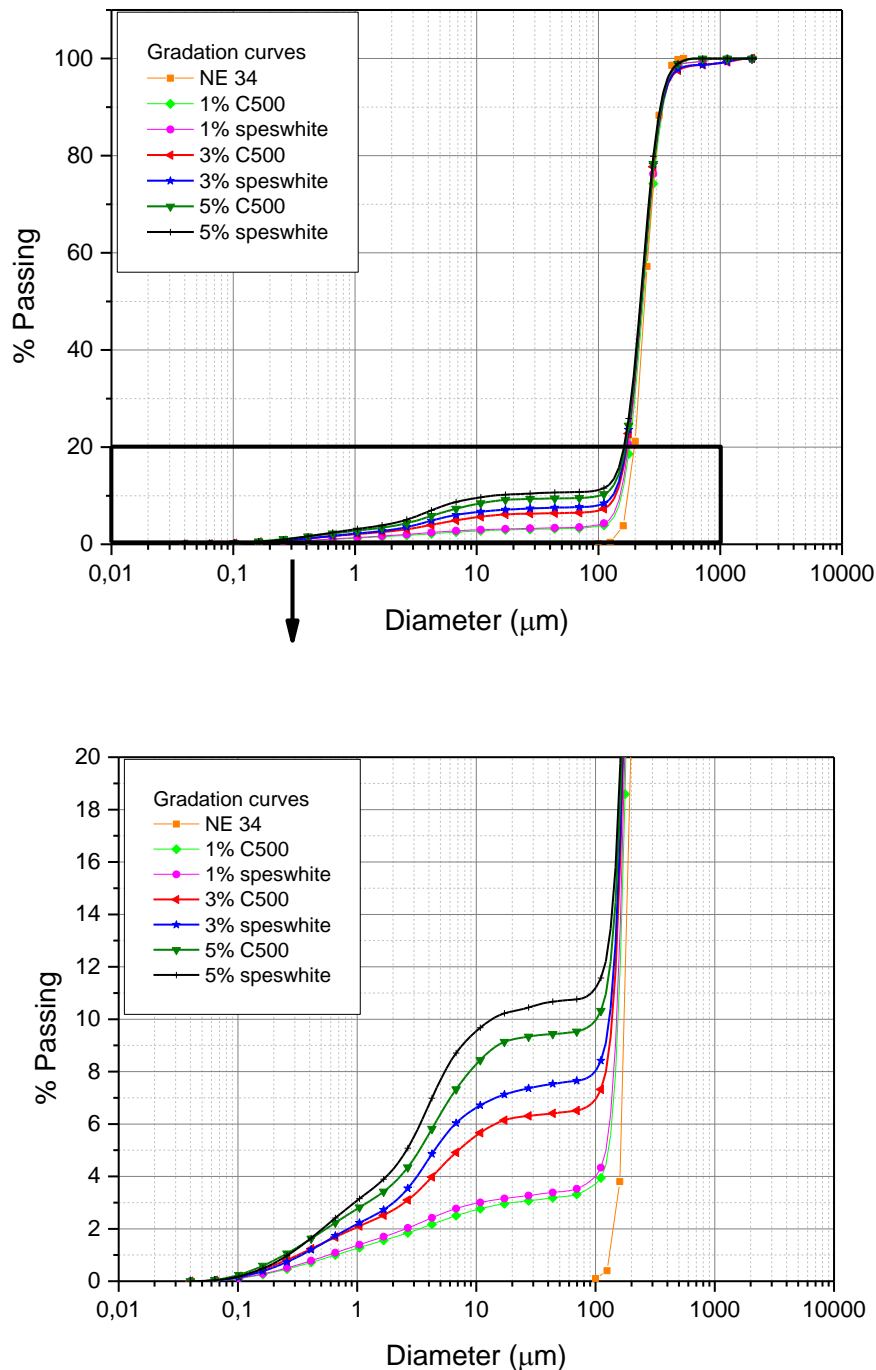 Gradation curves
NE 34
1% C500
1% speswhite
3% C500
3% speswhite
5% C500
5% speswhite
% Passing
100
80
60
40
20
0
0,01 0,1 1 10 100 1000 10000
Diameter (μm)
Gradation curves
NE 34
1% C500
1% speswhite
3% C500
3% speswhite
5% C500
5% speswhite
% Passing
20
18
16
14
12
10
8
6
4
2
0
0,01 0,1 1 10 100 1000 10000
Diameter (μm)